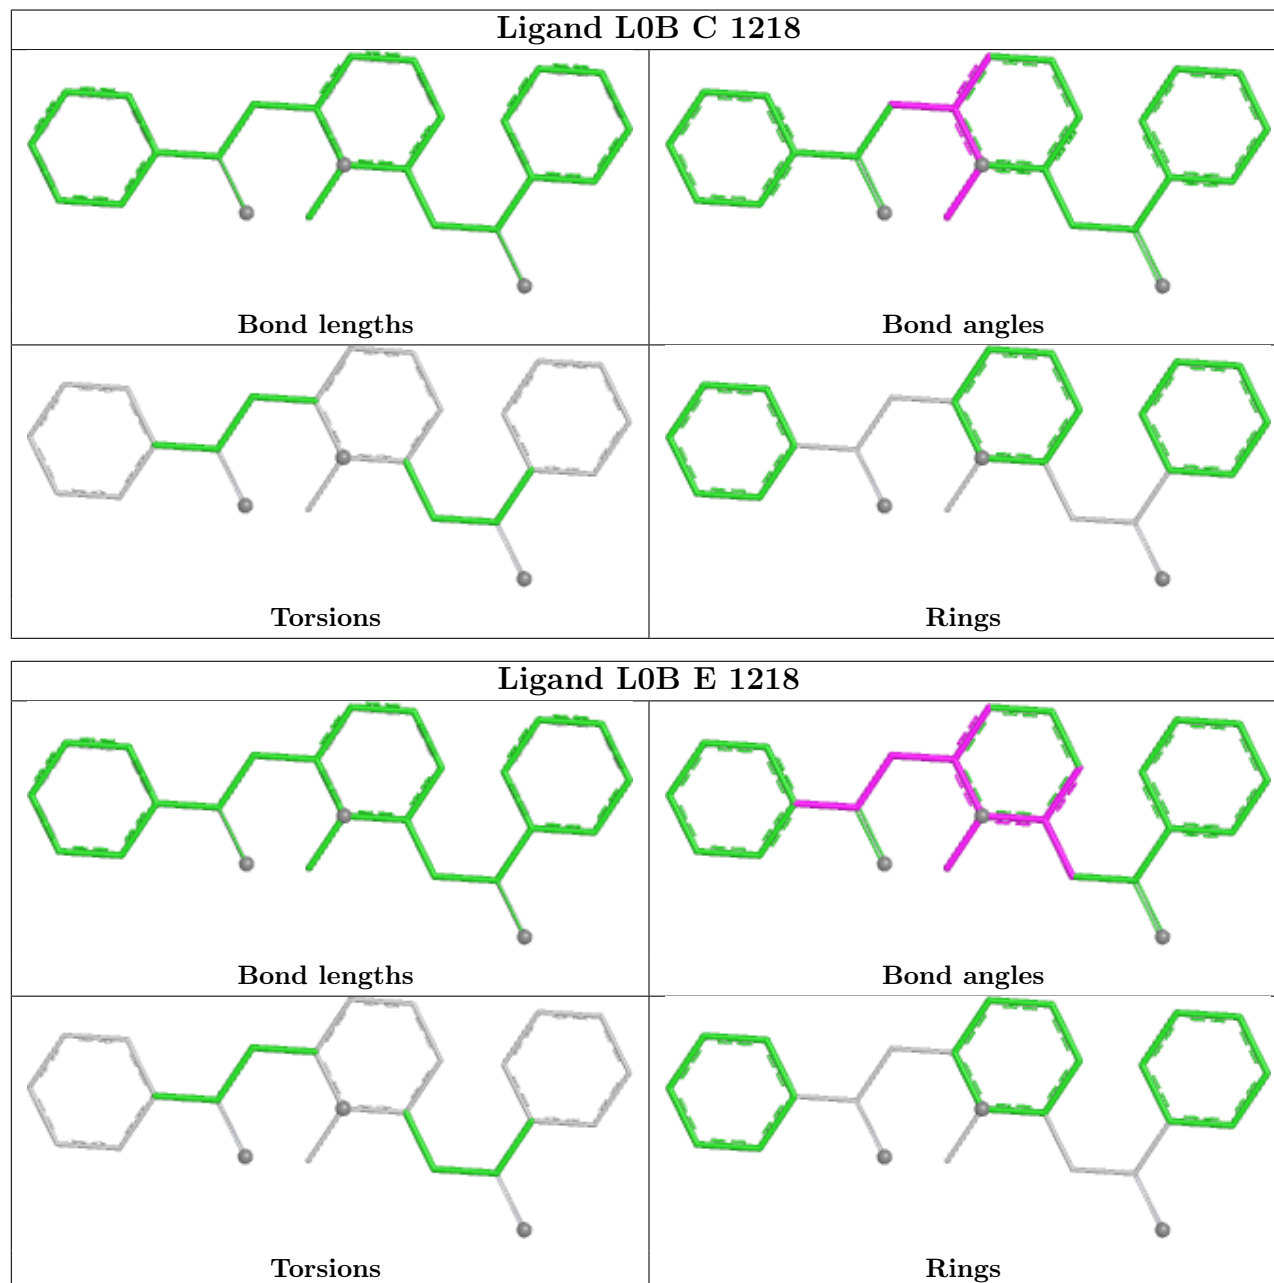 Ligand L0B C 1218
Bond lengths
Bond angles
Torsions
Rings
Ligand L0B E 1218
Bond lengths
Bond angles
Torsions
Rings